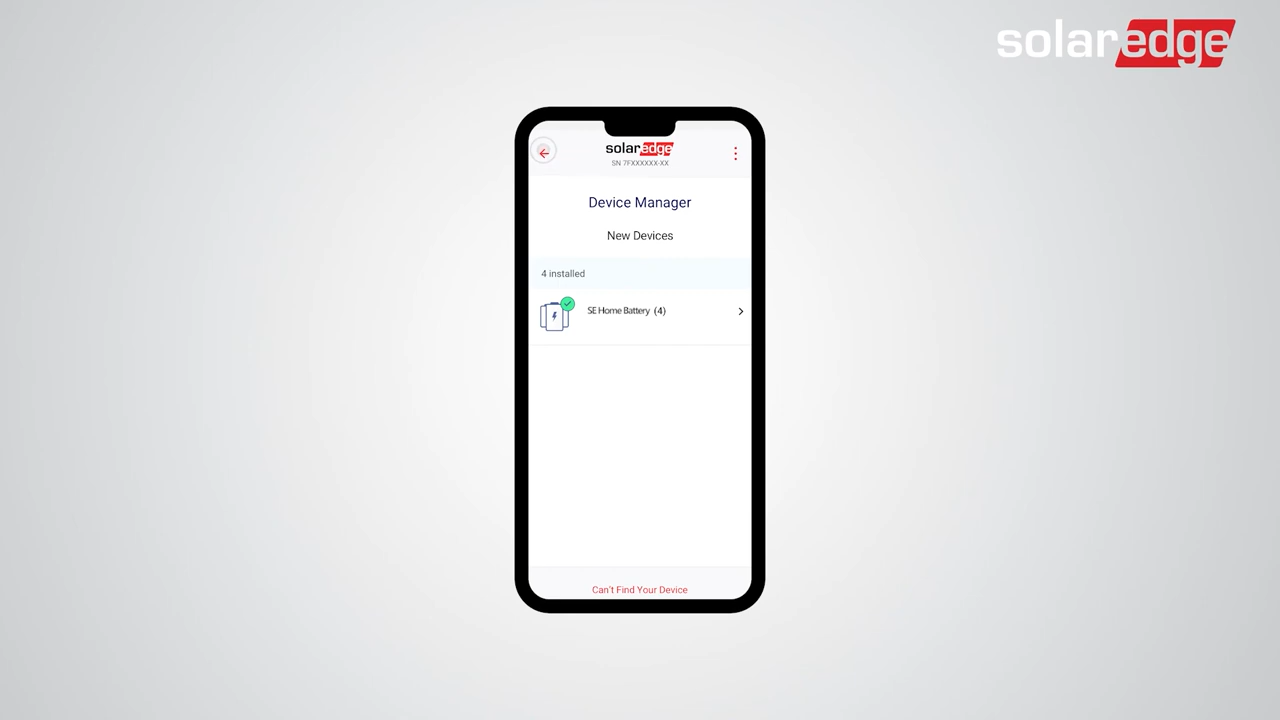 solaredge
solaredge
SN 7FXXXXXX-XX
Device Manager
New Devices
4 installed
SE Home Battery (4)
Can't Find Your Device